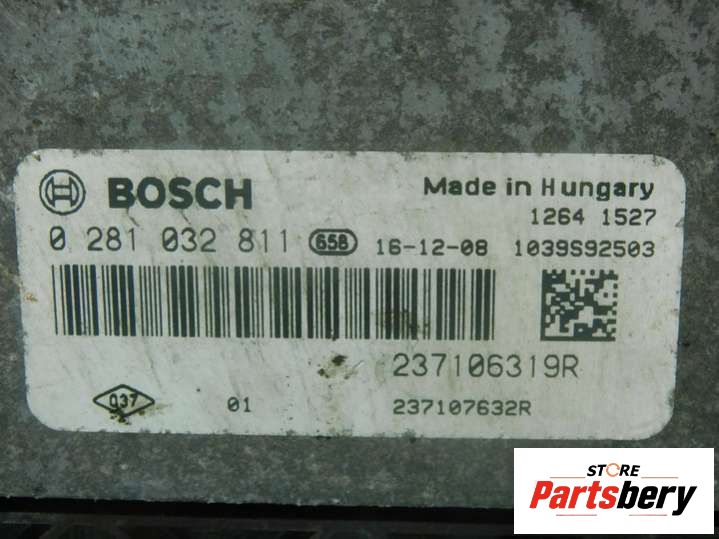 BOSCH
Made in Hungary
1264 1527
0 281 032 811 658 16-12-08 1039S92503
237106319R
037 01 237107632R
STORE
Partsbery